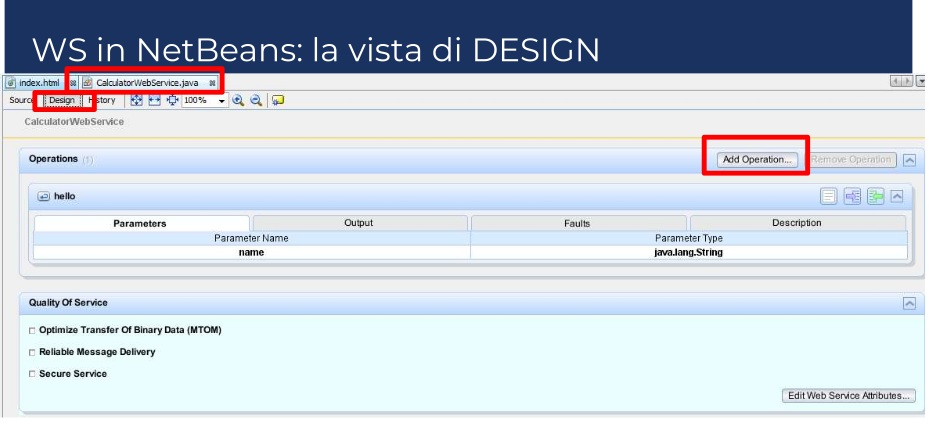 WS in NetBeans: la vista di DESIGN
index.html CalculatorWebService.java
Source Design History 100%
CalculatorWebService
Operations (1) Add Operation... Remove Operation
hello
Parameters Output Faults Description
Parameter Name Parameter Type
name java.lang.String
Quality Of Service
Optimize Transfer Of Binary Data (MTOM)
Reliable Message Delivery
Secure Service
Edit Web Service Attributes...